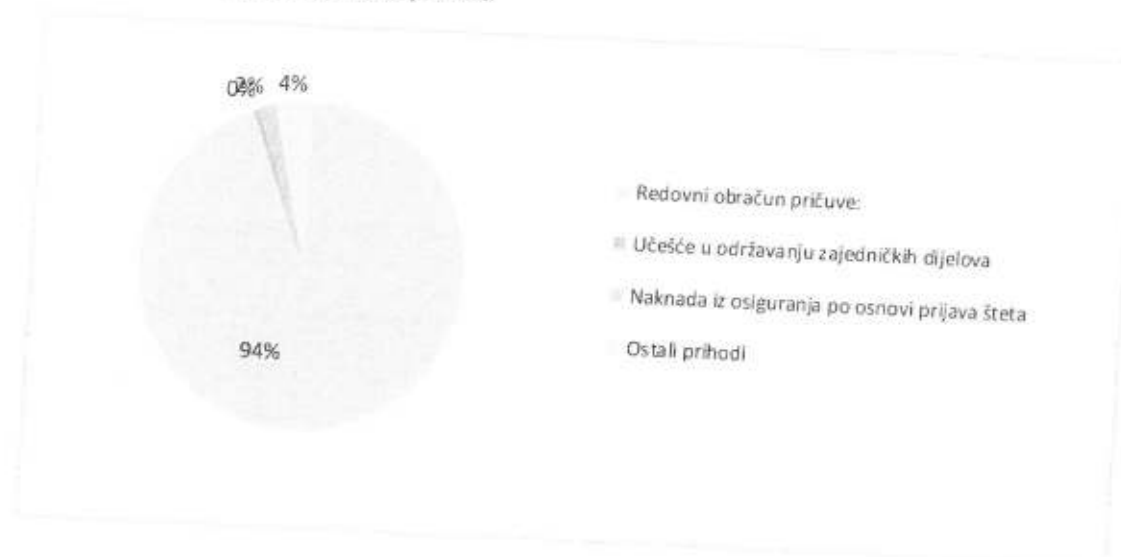 4%
94%
Redovni obračun pričuve:
Učešće u održavanju zajedničkih dijelova
Naknada iz osiguranja po osnovi prijava šteta
Ostali prihodi